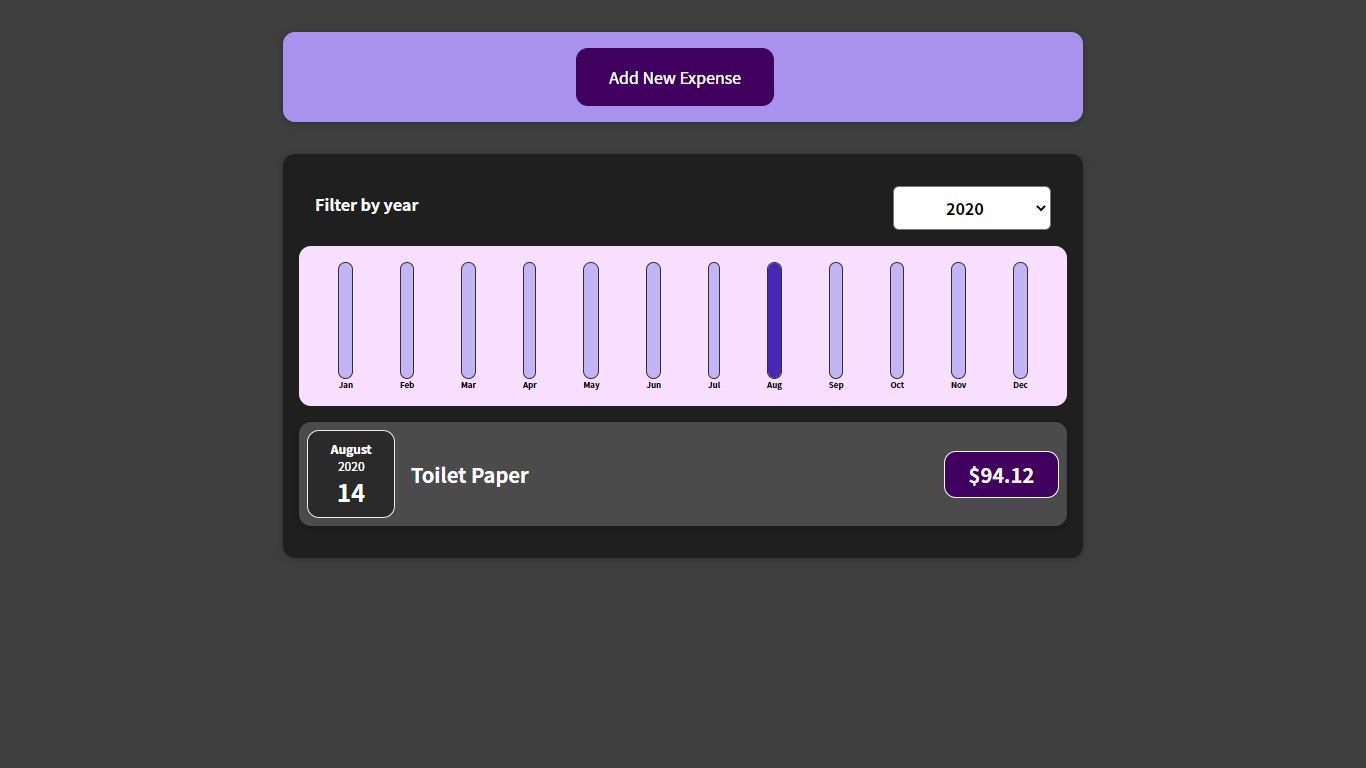 Add New Expense
Filter by year
2020
Jan Feb Mar Apr May Jun Jul Aug Sep Oct Nov Dec
August
2020
14
Toilet Paper
$94.12